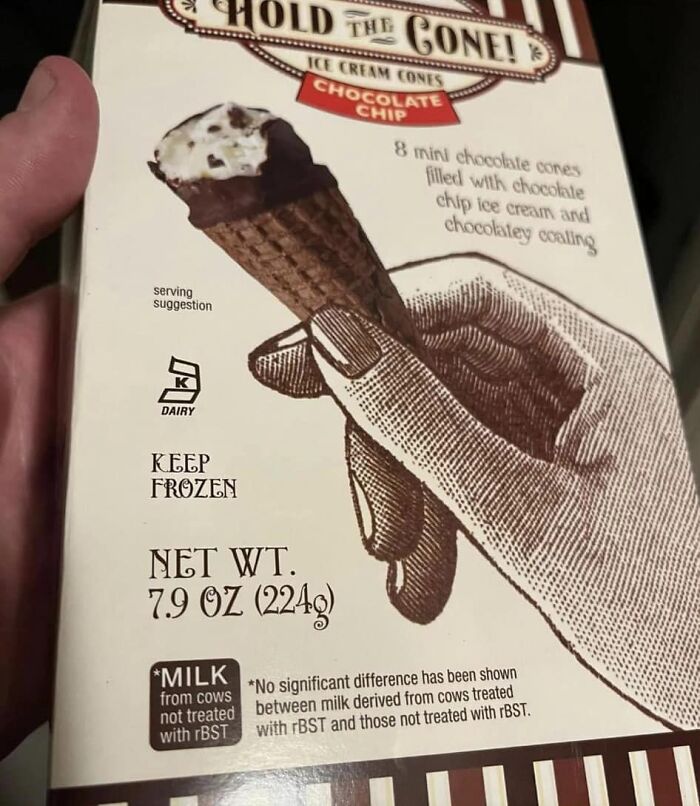 HOLD THE CONE!
ICE CREAM CONES
CHOCOLATE
CHIP
8 mini chocolate cones
filled with chocolate
chip ice cream and
chocolatey coating
serving
suggestion
K
DAIRY
KEEP
FROZEN
NET WT.
7.9 OZ (224g)
*MILK
from cows
not treated
with rBST
*No significant difference has been shown
between milk derived from cows treated
with rBST and those not treated with rBST.